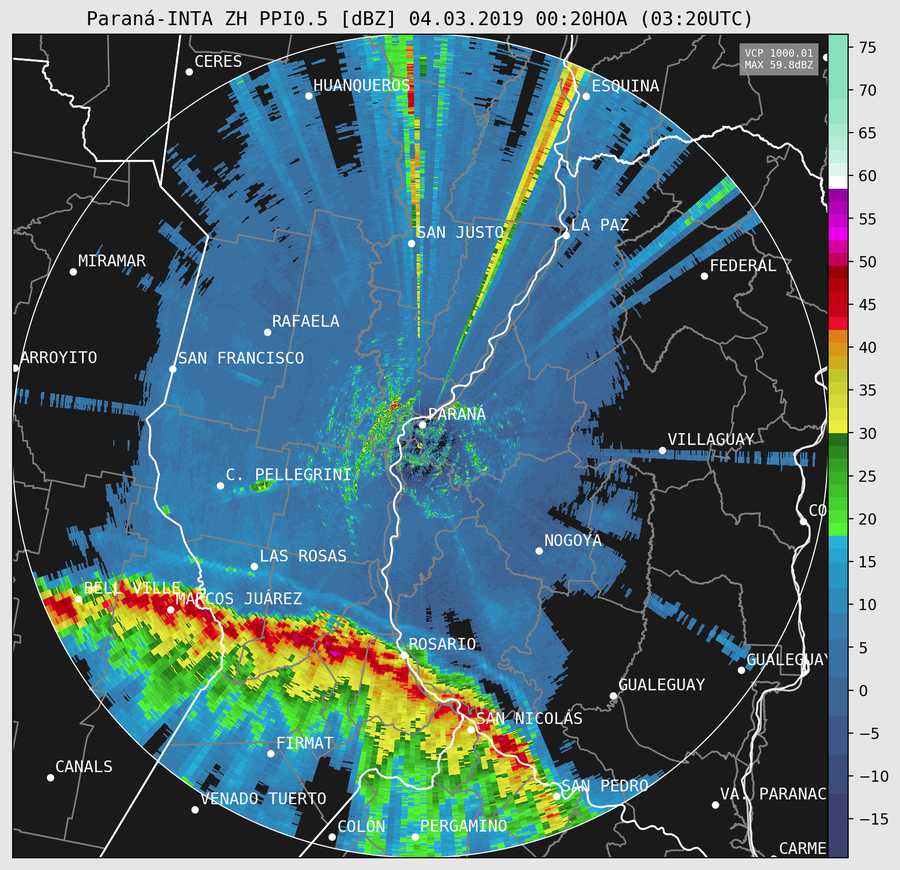 Paraná-INTA ZH PPI0.5 [dBZ] 04.03.2019 00:20HOA (03:20UTC)
VCP 1000.01
MAX 59.8dBZ
75
70
65
60
55
50
45
40
35
30
25
20
15
10
5
0
−5
−10
−15
CERES
HUANQUEROS
ESQUINA
SAN JUSTO
LA PAZ
MIRAMAR
FEDERAL
RAFAELA
ARROYITO
SAN FRANCISCO
PARANÁ
VILLAGUAY
C. PELLEGRINI
CO
NOGOYA
LAS ROSAS
BELL VILLE
MARCOS JUÁREZ
ROSARIO
GUALEGUAY
GUALEGUAY
SAN NICOLÁS
FIRMAT
CANALS
SAN PEDRO
VENADO TUERTO
VA. PARANAC
COLÓN
PERGAMINO
CARME